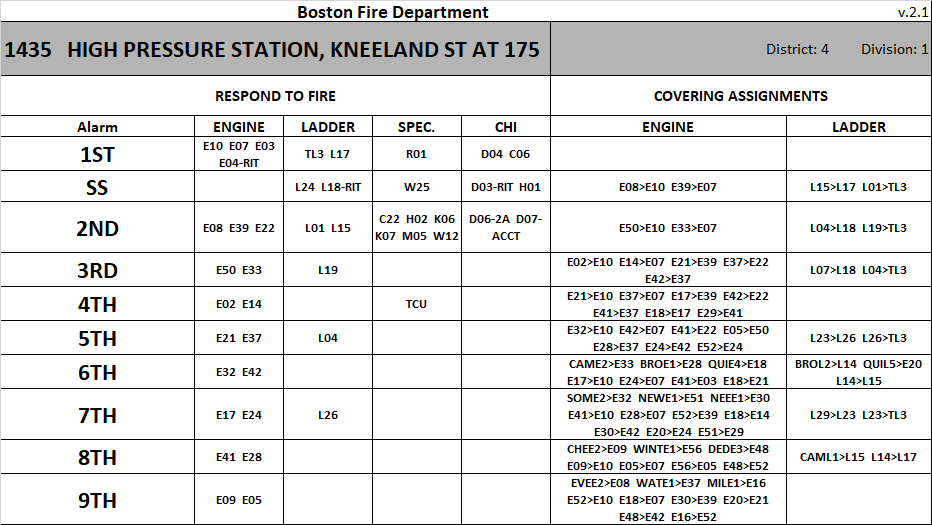 Boston Fire Department v.2.1
1435 HIGH PRESSURE STATION, KNEELAND ST AT 175 District: 4 Division: 1
RESPOND TO FIRE COVERING ASSIGNMENTS
Alarm ENGINE LADDER SPEC. CHI ENGINE LADDER
1ST
E10 E07 E03
E04-RIT
TL3 L17
R01
D04 C06
SS
L24 L18-RIT
W25
D03-RIT H01
E08>E10 E39>E07
L15>L17 L01>TL3
2ND
E08 E39 E22
L01 L15
C22 H02 K06
K07 M05 W12
D06-2A D07-
ACCT
E50>E10 E33>E07
L04>L18 L19>TL3
3RD
E50 E33
L19
E02>E10 E14>E07 E21>E39 E37>E22
E42>E37
L07>L18 L04>TL3
4TH
E02 E14
TCU
E21>E10 E37>E07 E17>E39 E42>E22
E41>E37 E18>E17 E29>E41
5TH
E21 E37
L04
E32>E10 E42>E07 E41>E22 E05>E50
E28>E37 E24>E42 E52>E24
L23>L26 L26>TL3
6TH
E32 E42
CAME2>E33 BROE1>E28 QUIE4>E18
E17>E10 E24>E07 E41>E03 E18>E21
BROL2>L14 QUIL5>E20
L14>L15
7TH
E17 E24
L26
SOME2>E32 NEWE1>E51 NEEE1>E30
E41>E10 E28>E07 E52>E39 E18>E14
E30>E42 E20>E24 E51>E29
L29>L23 L23>TL3
8TH
E41 E28
CHEE2>E09 WINTE1>E56 DEDE3>E48
E09>E10 E05>E07 E56>E05 E48>E52
CAML1>L15 L14>L17
9TH
E09 E05
EVEE2>E08 WATE1>E37 MILE1>E16
E52>E10 E18>E07 E30>E39 E20>E21
E48>E42 E16>E52